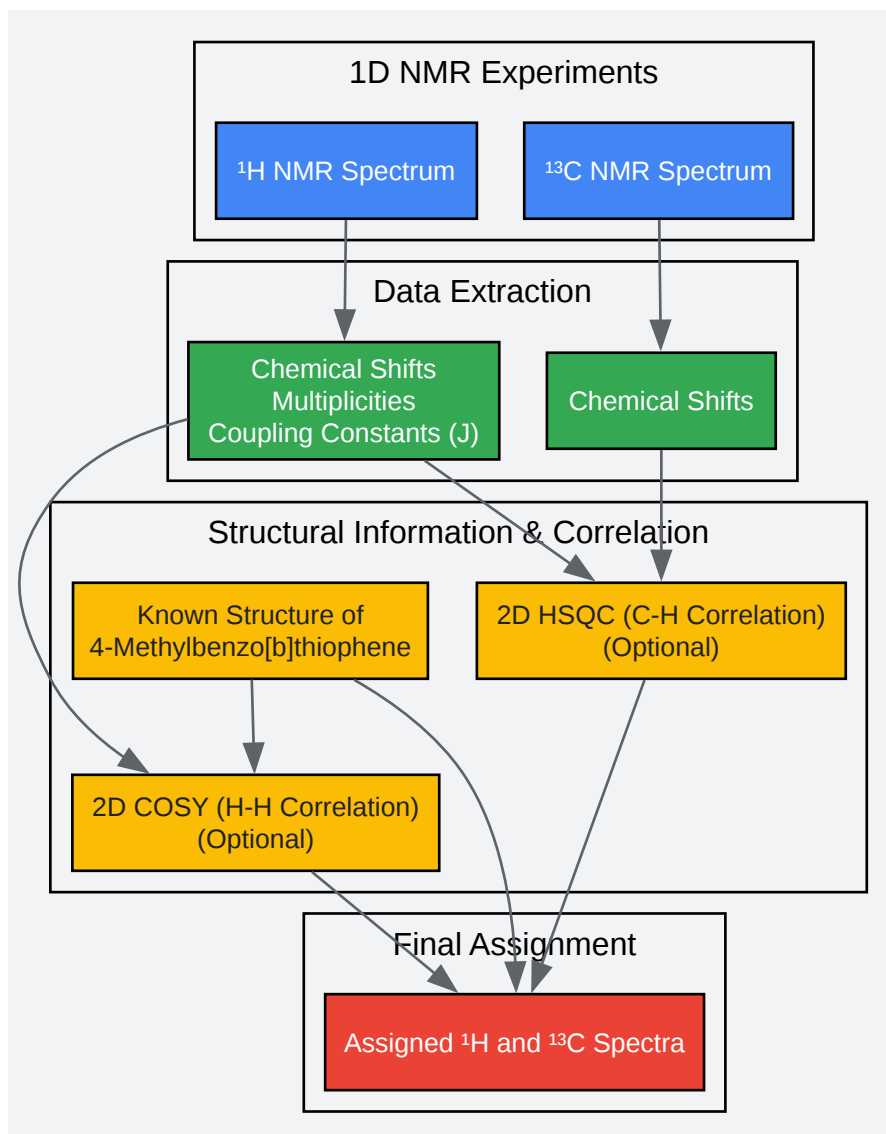 1D NMR Experiments
¹H NMR Spectrum
¹³C NMR Spectrum
Data Extraction
Chemical Shifts
Multiplicities
Coupling Constants (J)
Chemical Shifts
Structural Information & Correlation
Known Structure of
4-Methylbenzo[b]thiophene
2D HSQC (C-H Correlation)
(Optional)
2D COSY (H-H Correlation)
(Optional)
Final Assignment
Assigned ¹H and ¹³C Spectra